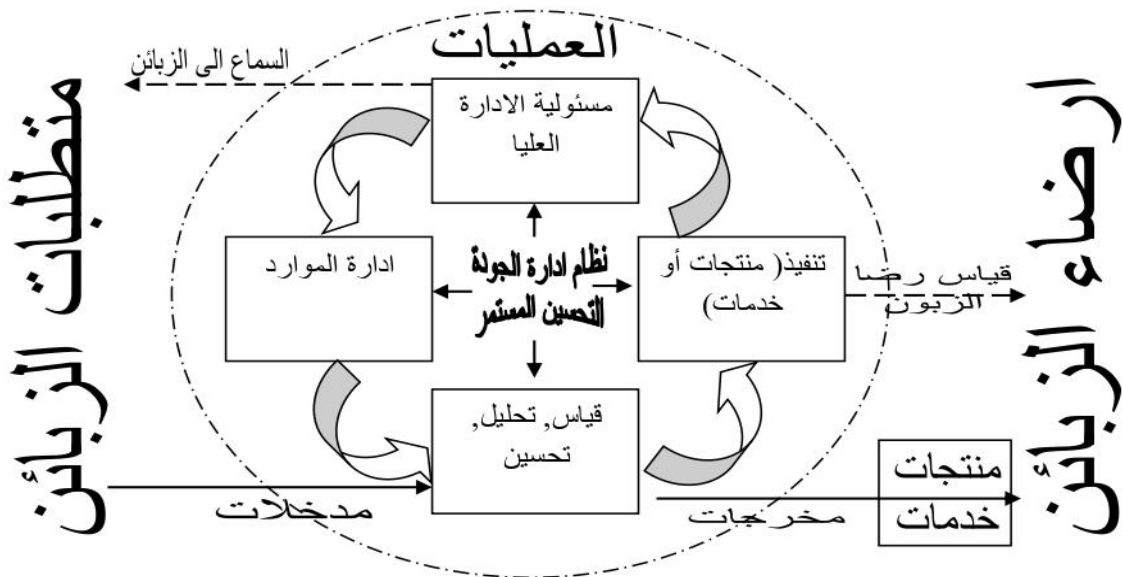 العمليات
السماع الى الزبائن
متطلبات الزبائن
ارضاء الزبائن
مسئولية الادارة
العليا
تنفيذ( منتجات أو
خدمات)
نظام ادارة الجودة
التحسين المستمر
ادارة الموارد
قياس رضا
الزبون
قياس, تحليل,
تحسين
منتجات
خدمات
مخرجات
مدخلات